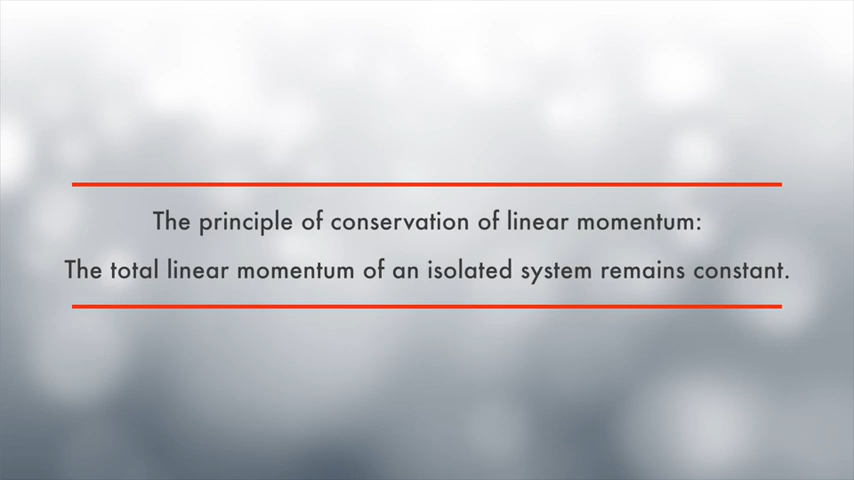 The principle of conservation of linear momentum:
The total linear momentum of an isolated system remains constant.